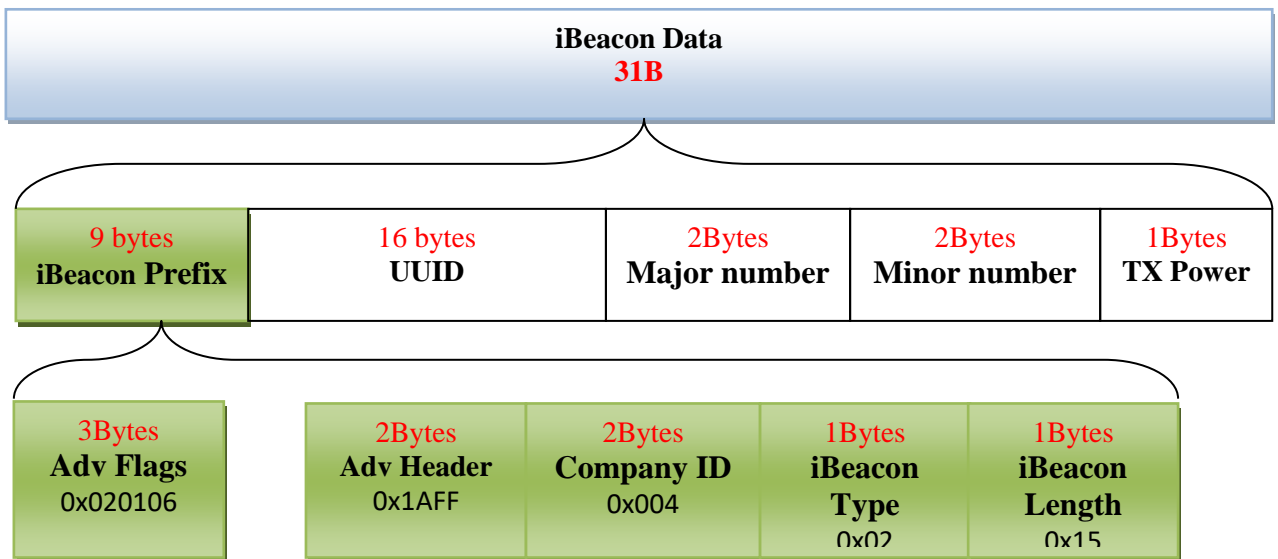 iBeacon Data
31B
9 bytes
iBeacon Prefix
16 bytes
UUID
2Bytes
Major number
2Bytes
Minor number
1Bytes
TX Power
3Bytes
Adv Flags
0x020106
2Bytes
Adv Header
0x1AFF
2Bytes
Company ID
0x004
1Bytes
iBeacon
Type
0x02
1Bytes
iBeacon
Length
0x15